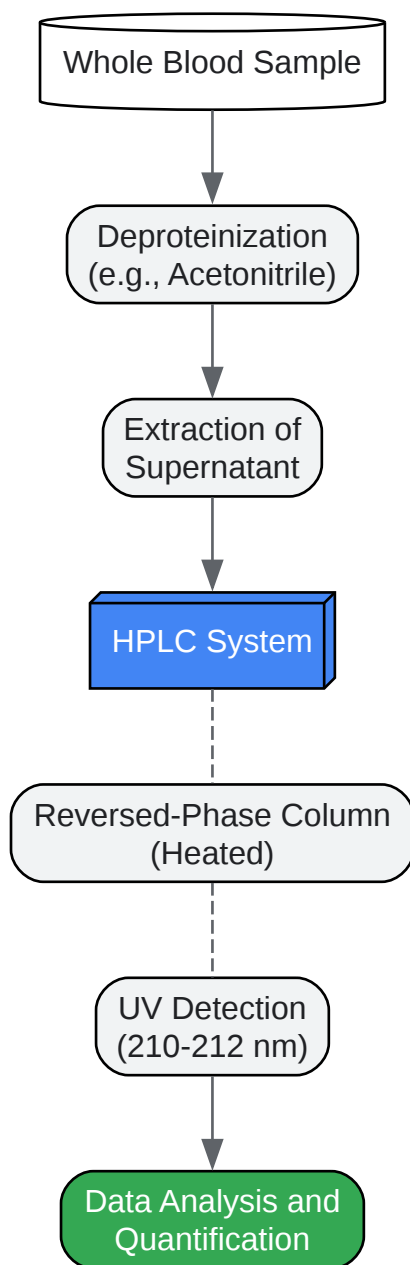 Whole Blood Sample
Deproteinization
(e.g., Acetonitrile)
Extraction of
Supernatant
HPLC System
Reversed-Phase Column
(Heated)
UV Detection
(210-212 nm)
Data Analysis and
Quantification